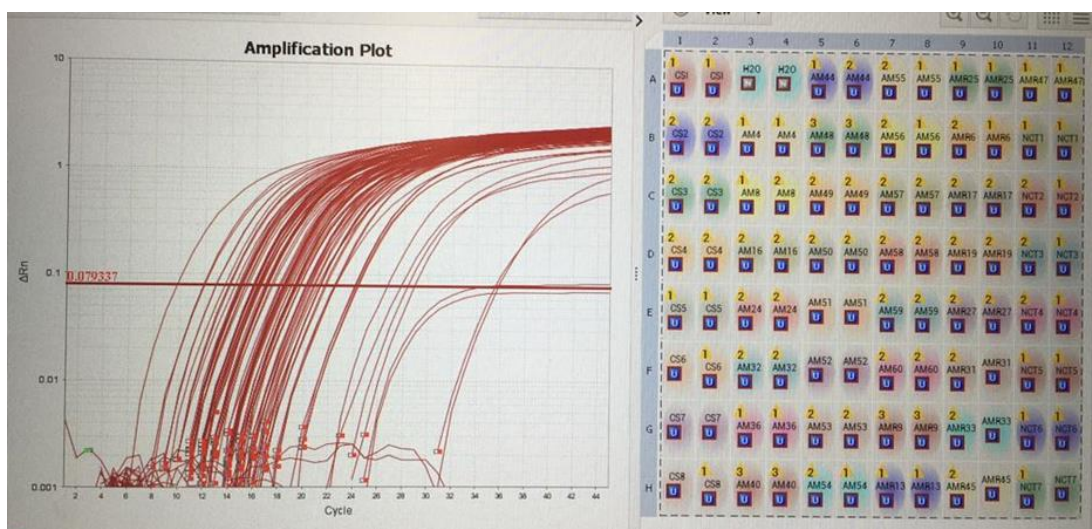 Amplification Plot
View
10
1
0.1
0.01
0.001
0.079337
ΔRn
2 4 6 8 10 12 14 16 18 20 22 24 26 28 30 32 34 36 38 40 42 44
Cycle
1 2 3 4 5 6 7 8 9 10 11 12
A CS1 CS1 H2O H2O AM44 AM44 AM55 AM55 AMR25 AMR25 AMR47 AMR47
U U N N U U U U U U U U
B CS2 CS2 AM4 AM4 AM48 AM48 AM56 AM56 AMR6 AMR6 NCT1 NCT1
U U U U U U U U U U U U
C CS3 CS3 AM8 AM8 AM49 AM49 AM57 AM57 AMR17 AMR17 NCT2 NCT2
U U U U U U U U U U U U
D CS4 CS4 AM16 AM16 AM50 AM50 AM58 AM58 AMR19 AMR19 NCT3 NCT3
U U U U U U U U U U U U
E CS5 CS5 AM24 AM24 AM51 AM51 AM59 AM59 AMR27 AMR27 NCT4 NCT4
U U U U U U U U U U U U
F CS6 CS6 AM32 AM32 AM52 AM52 AM60 AM60 AMR31 AMR31 NCT5 NCT5
U U U U U U U U U U U U
G CS7 CS7 AM36 AM36 AM53 AM53 AMR9 AMR9 AMR33 AMR33 NCT6 NCT6
U U U U U U U U U U U U
H CS8 CS8 AM40 AM40 AM54 AM54 AMR13 AMR13 AMR45 AMR45 NCT7 NCT7
U U U U U U U U U U U U